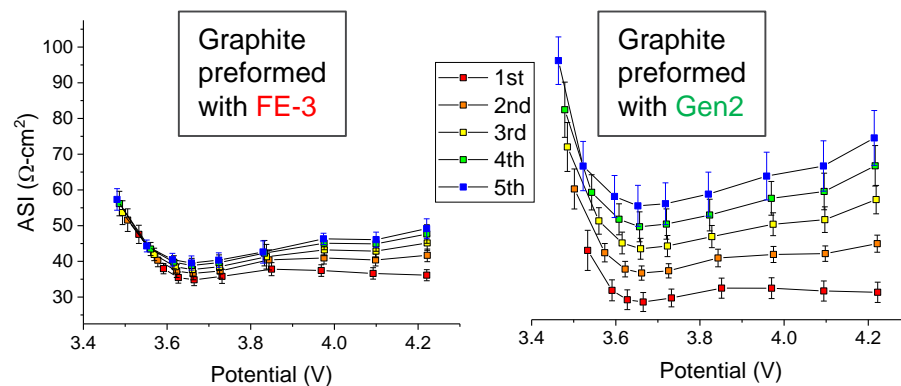 Graphite
preformed
with FE-3
Graphite
preformed
with Gen2
1st
2nd
3rd
4th
5th
ASI (Ω-cm²)
100
90
80
70
60
50
40
30
3.4 3.6 3.8 4.0 4.2
Potential (V)
3.4 3.6 3.8 4.0 4.2
Potential (V)